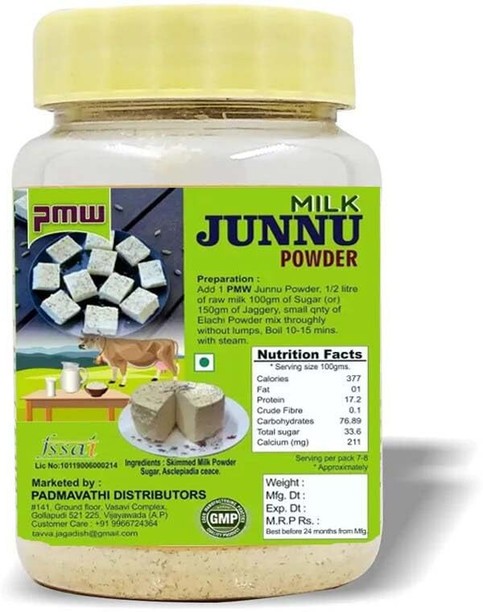 PMW
MILK
JUNNU
POWDER
Preparation :
Add 1 PMW Junnu Powder, 1/2 litre
of raw milk 100gm of Sugar (or)
150gm of Jaggery, small qnty of
Elachi Powder mix throughly
without lumps, Boil 10-15 mins.
with steam.
Nutrition Facts
* Serving size 100gms.
Calories 377
Fat 01
Protein 17.2
Crude Fibre 0.1
Carbohydrates 76.89
Total sugar 33.6
Calcium (mg) 211
Serving per pack 7-8
* Approximately
fssai
Lic No:10119006000214
Ingredients : Skimmed Milk Powder
Sugar, Asclepiadia ceace.
Marketed by :
PADMAVATHI DISTRIBUTORS
#141, Ground floor, Vasavi Complex,
Gollapudi 521 225, Vijayawada (A.P)
Customer Care : +91 9966724364
tavva.jagadish@gmail.com
GOOD MANUFACTURING PRACTICE
GMP
QUALITY PRODUCT
Weight :
Mfg. Dt :
Exp. Dt :
M.R.P Rs. :
Best before 24 months from Mfg.